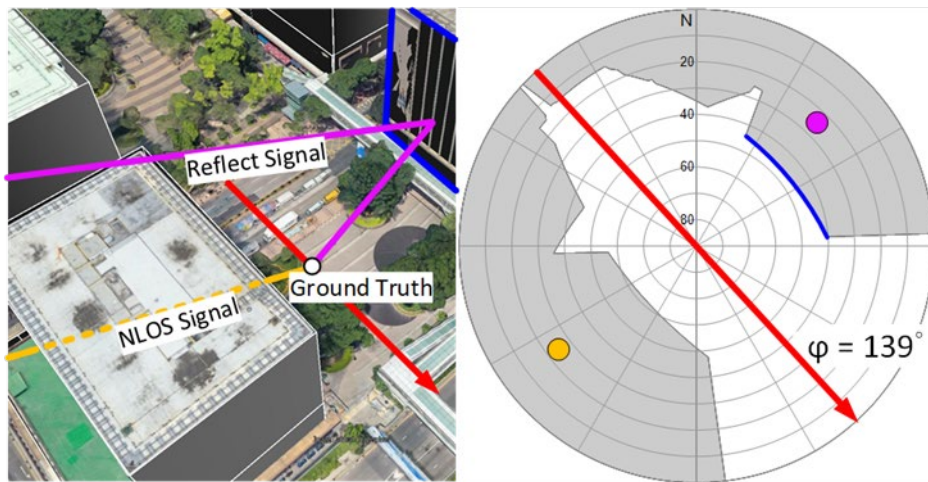 Reflect Signal
Ground Truth
NLOS Signal
N
20
40
60
80
φ = 139°